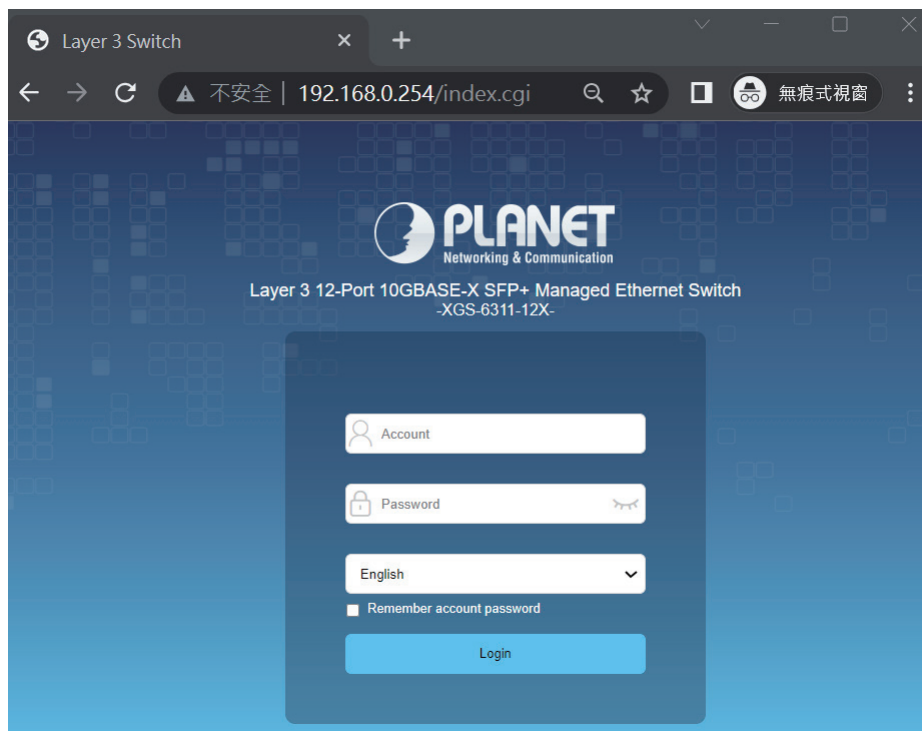 Layer 3 Switch
不安全 192.168.0.254/index.cgi 無痕式視窗
PLANET
Networking & Communication
Layer 3 12-Port 10GBASE-X SFP+ Managed Ethernet Switch
-XGS-6311-12X-
Account
Password
English
Remember account password
Login